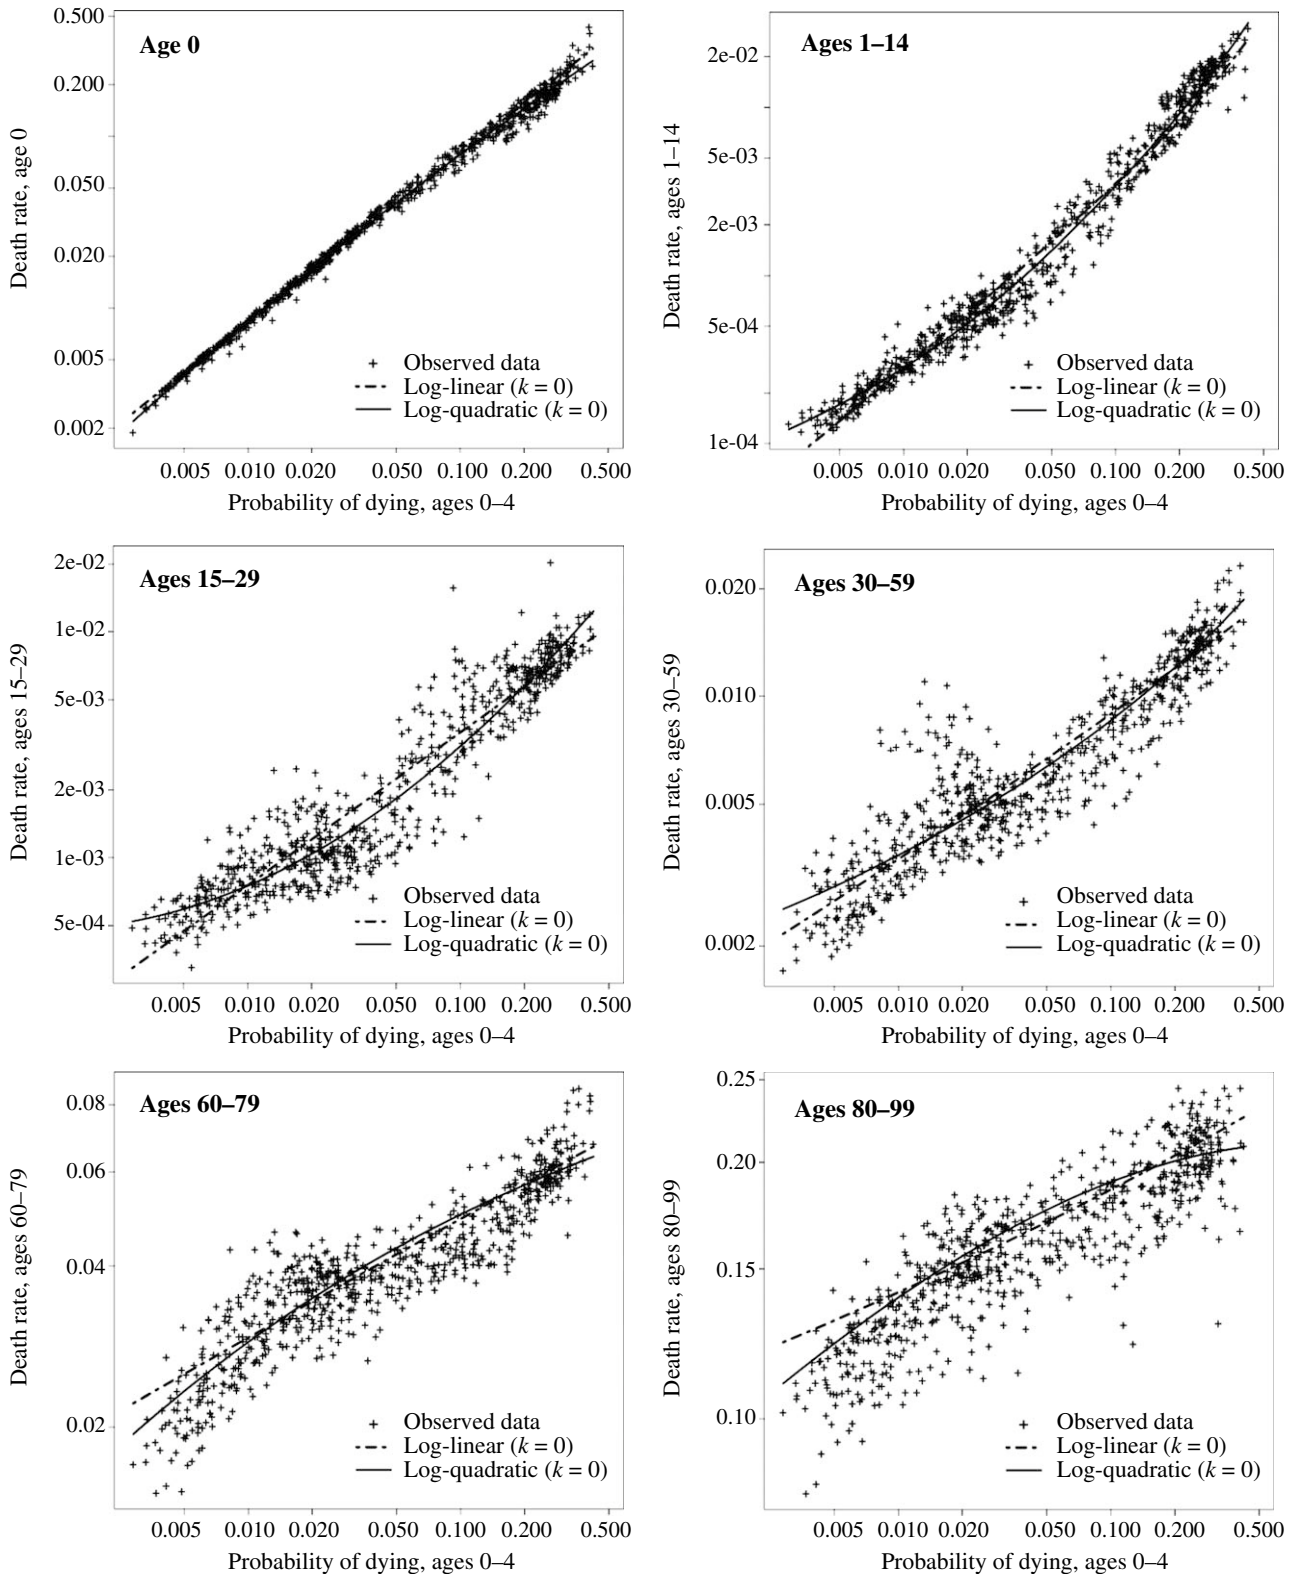 Age 0
Death rate, age 0
0.500
0.200
0.050
0.020
0.005
0.002
Observed data
Log-linear (k = 0)
Log-quadratic (k = 0)
0.005 0.010 0.020 0.050 0.100 0.200 0.500
Probability of dying, ages 0–4
Ages 1–14
Death rate, ages 1–14
2e-02
5e-03
2e-03
5e-04
1e-04
Observed data
Log-linear (k = 0)
Log-quadratic (k = 0)
0.005 0.010 0.020 0.050 0.100 0.200 0.500
Probability of dying, ages 0–4
Ages 15–29
Death rate, ages 15–29
2e-02
1e-02
5e-03
2e-03
1e-03
5e-04
Observed data
Log-linear (k = 0)
Log-quadratic (k = 0)
0.005 0.010 0.020 0.050 0.100 0.200 0.500
Probability of dying, ages 0–4
Ages 30–59
Death rate, ages 30–59
0.020
0.010
0.005
0.002
Observed data
Log-linear (k = 0)
Log-quadratic (k = 0)
0.005 0.010 0.020 0.050 0.100 0.200 0.500
Probability of dying, ages 0–4
Ages 60–79
Death rate, ages 60–79
0.08
0.06
0.04
0.02
Observed data
Log-linear (k = 0)
Log-quadratic (k = 0)
0.005 0.010 0.020 0.050 0.100 0.200 0.500
Probability of dying, ages 0–4
Ages 80–99
Death rate, ages 80–99
0.25
0.20
0.15
0.10
Observed data
Log-linear (k = 0)
Log-quadratic (k = 0)
0.005 0.010 0.020 0.050 0.100 0.200 0.500
Probability of dying, ages 0–4